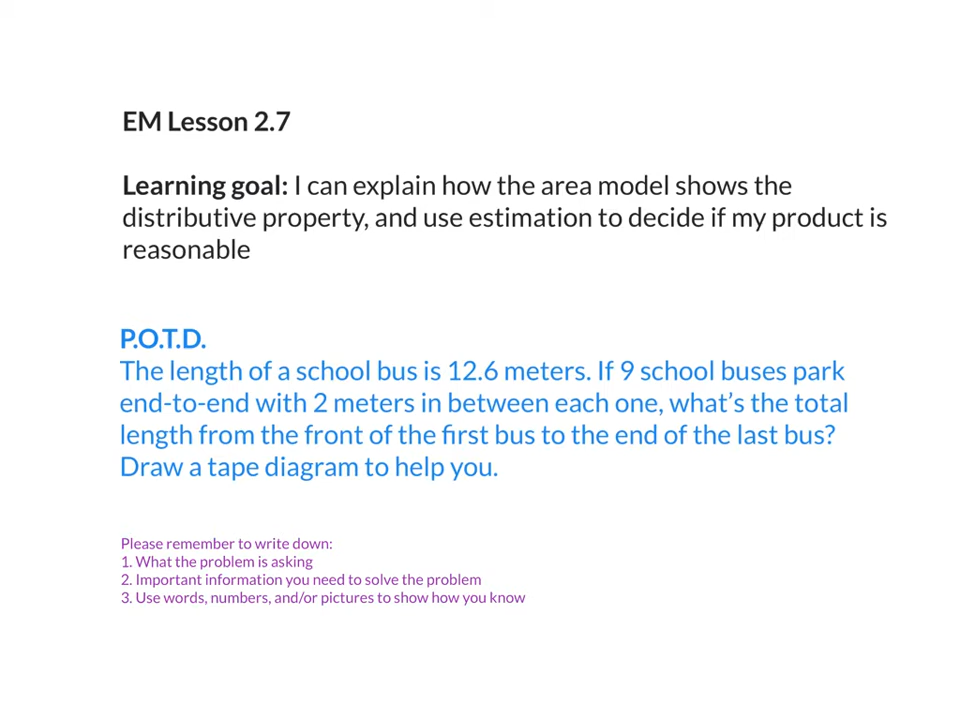 EM Lesson 2.7
Learning goal: I can explain how the area model shows the
distributive property, and use estimation to decide if my product is
reasonable
P.O.T.D.
The length of a school bus is 12.6 meters. If 9 school buses park
end-to-end with 2 meters in between each one, what’s the total
length from the front of the first bus to the end of the last bus?
Draw a tape diagram to help you.
Please remember to write down:
1. What the problem is asking
2. Important information you need to solve the problem
3. Use words, numbers, and/or pictures to show how you know